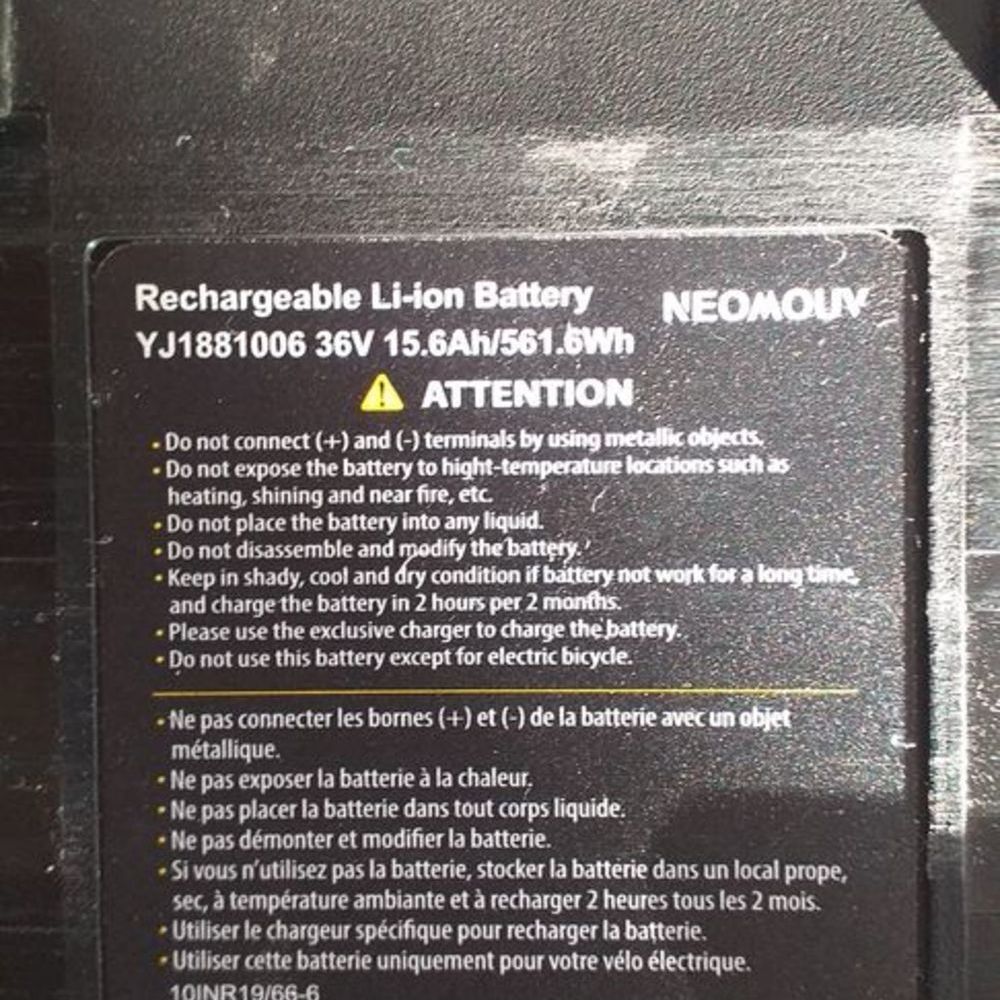 Rechargeable Li-ion Battery NEOMOUV
YJ1881006 36V 15.6Ah/561.6Wh
ATTENTION
• Do not connect (+) and (-) terminals by using metallic objects.
• Do not expose the battery to hight-temperature locations such as
heating, shining and near fire, etc.
• Do not place the battery into any liquid.
• Do not disassemble and modify the battery.
• Keep in shady, cool and dry condition if battery not work for a long time,
and charge the battery in 2 hours per 2 months.
• Please use the exclusive charger to charge the battery.
• Do not use this battery except for electric bicycle.
• Ne pas connecter les bornes (+) et (-) de la batterie avec un objet
métallique.
• Ne pas exposer la batterie à la chaleur.
• Ne pas placer la batterie dans tout corps liquide.
• Ne pas démonter et modifier la batterie.
• Si vous n'utilisez pas la batterie, stocker la batterie dans un local prope,
sec, à température ambiante et à recharger 2 heures tous les 2 mois.
• Utiliser le chargeur spécifique pour recharger la batterie.
• Utiliser cette batterie uniquement pour votre vélo électrique.
10INR19/66-6